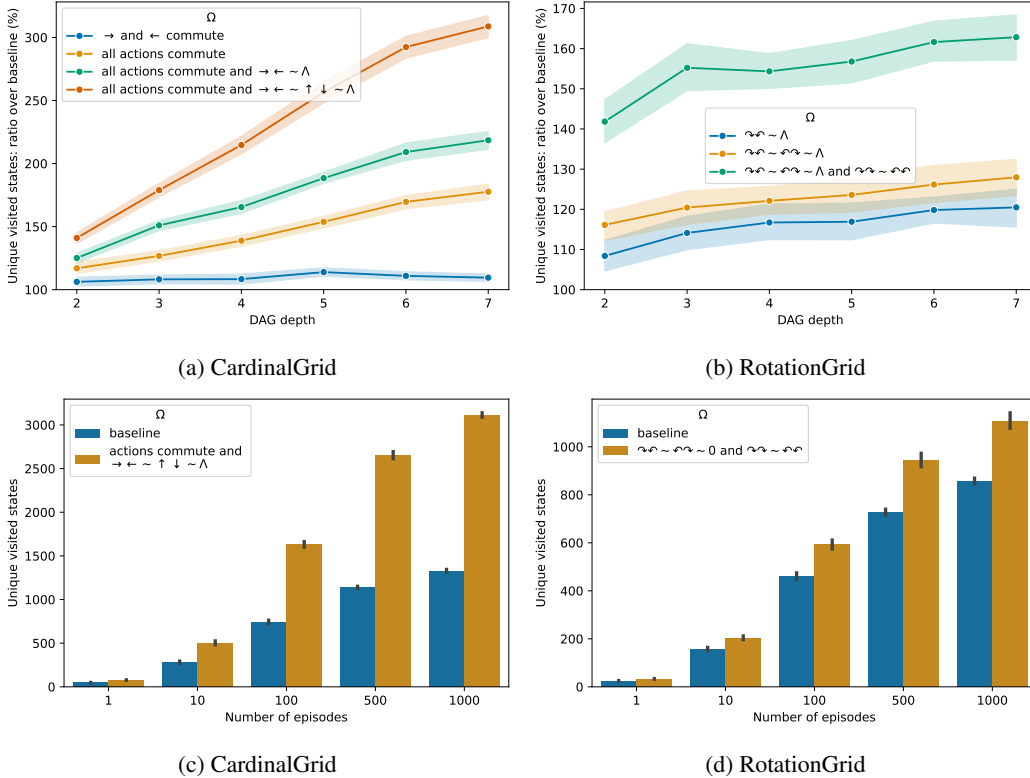 Unique visited states: ratio over baseline (%)
300
250
200
150
100
Ω
→ and ← commute
all actions commute
all actions commute and → ← ∼ Λ
all actions commute and → ← ∼ ↑ ↓ ∼ Λ
2 3 4 5 6 7
DAG depth
(a) CardinalGrid
Unique visited states: ratio over baseline (%)
170
160
150
140
130
120
110
100
Ω
↷↶ ∼ Λ
↷↶ ∼ ↶↷ ∼ Λ
↷↶ ∼ ↶↷ ∼ Λ and ↷↷ ∼ ↶↶
2 3 4 5 6 7
DAG depth
(b) RotationGrid
Unique visited states
3000
2500
2000
1500
1000
500
0
Ω
baseline
actions commute and
→ ← ∼ ↑ ↓ ∼ Λ
1 10 100 500 1000
Number of episodes
(c) CardinalGrid
Unique visited states
1000
800
600
400
200
0
Ω
baseline
↷↶ ∼ ↶↷ ∼ 0 and ↷↷ ∼ ↶↶
1 10 100 500 1000
Number of episodes
(d) RotationGrid